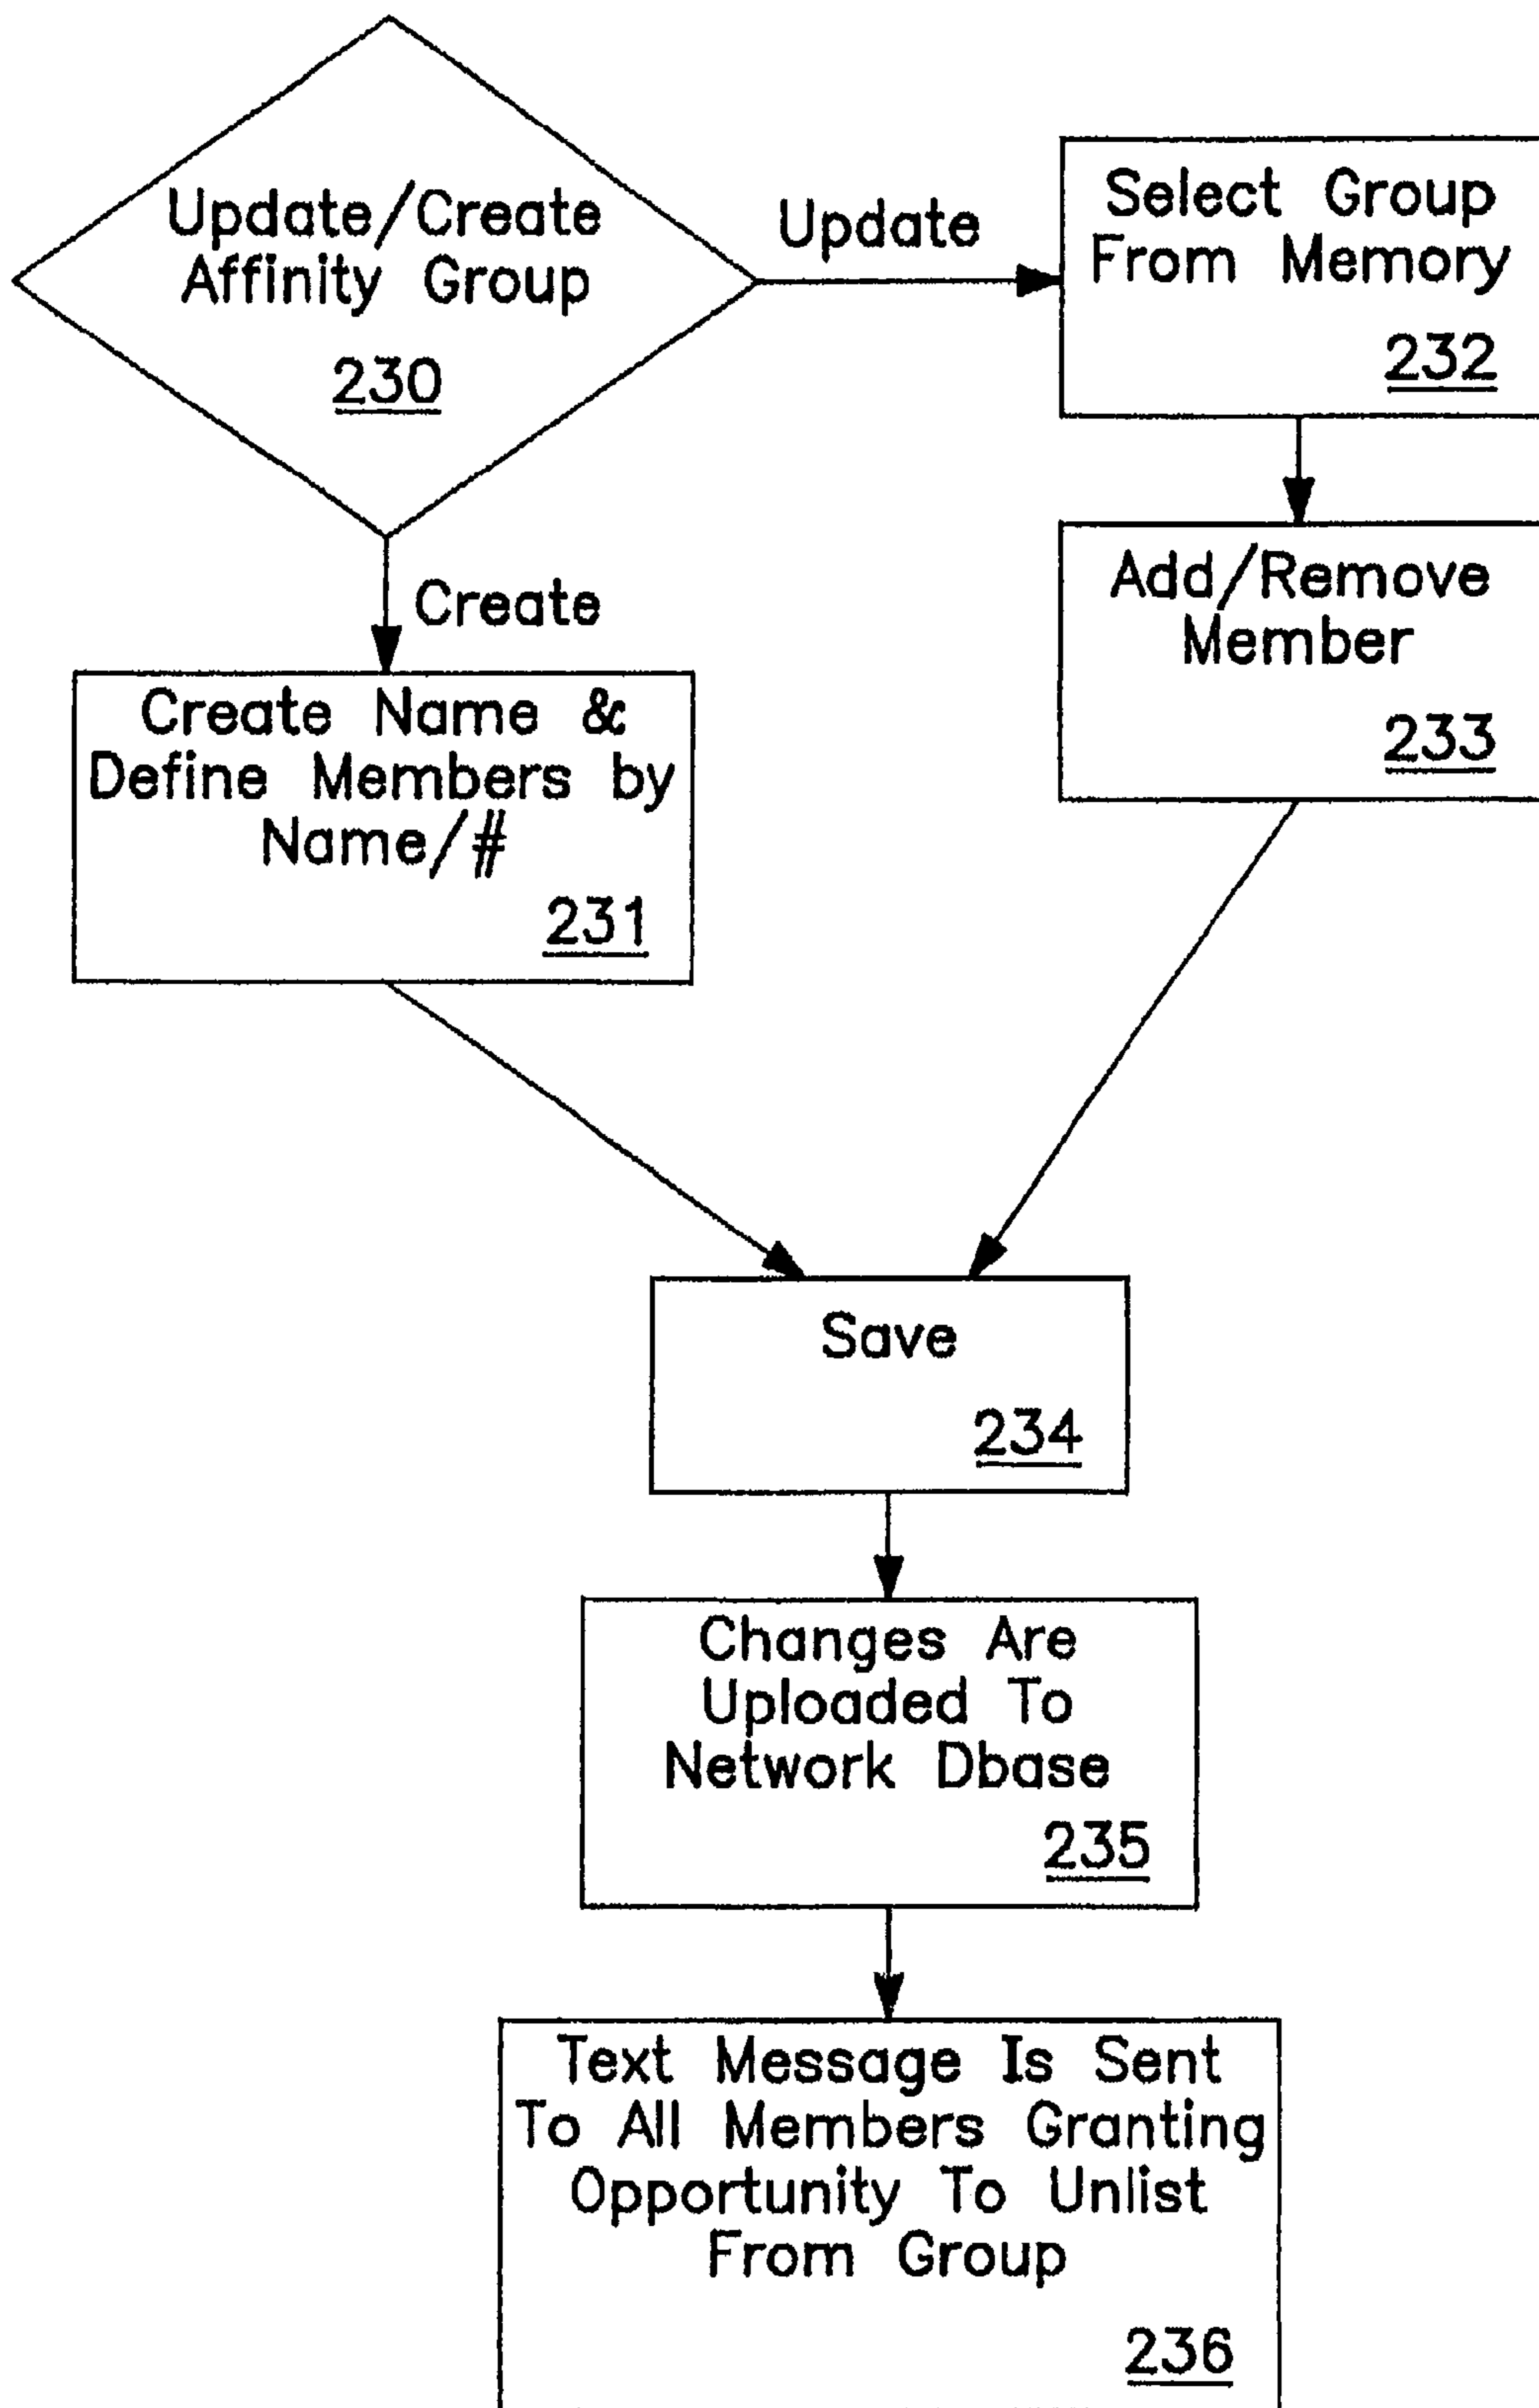 Update/Create
Affinity Group
230
Update
Select Group
From Memory
232
Create
Add/Remove
Member
233
Create Name &
Define Members by
Name/#
231
Save
234
Changes Are
Uploaded To
Network Dbase
235
Text Message Is Sent
To All Members Granting
Opportunity To Unlist
From Group
236